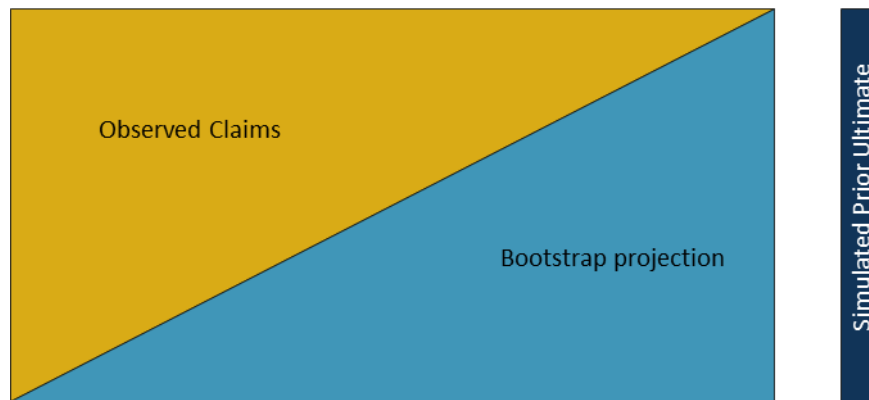 Observed Claims
Bootstrap projection
Simulated Prior Ultimate